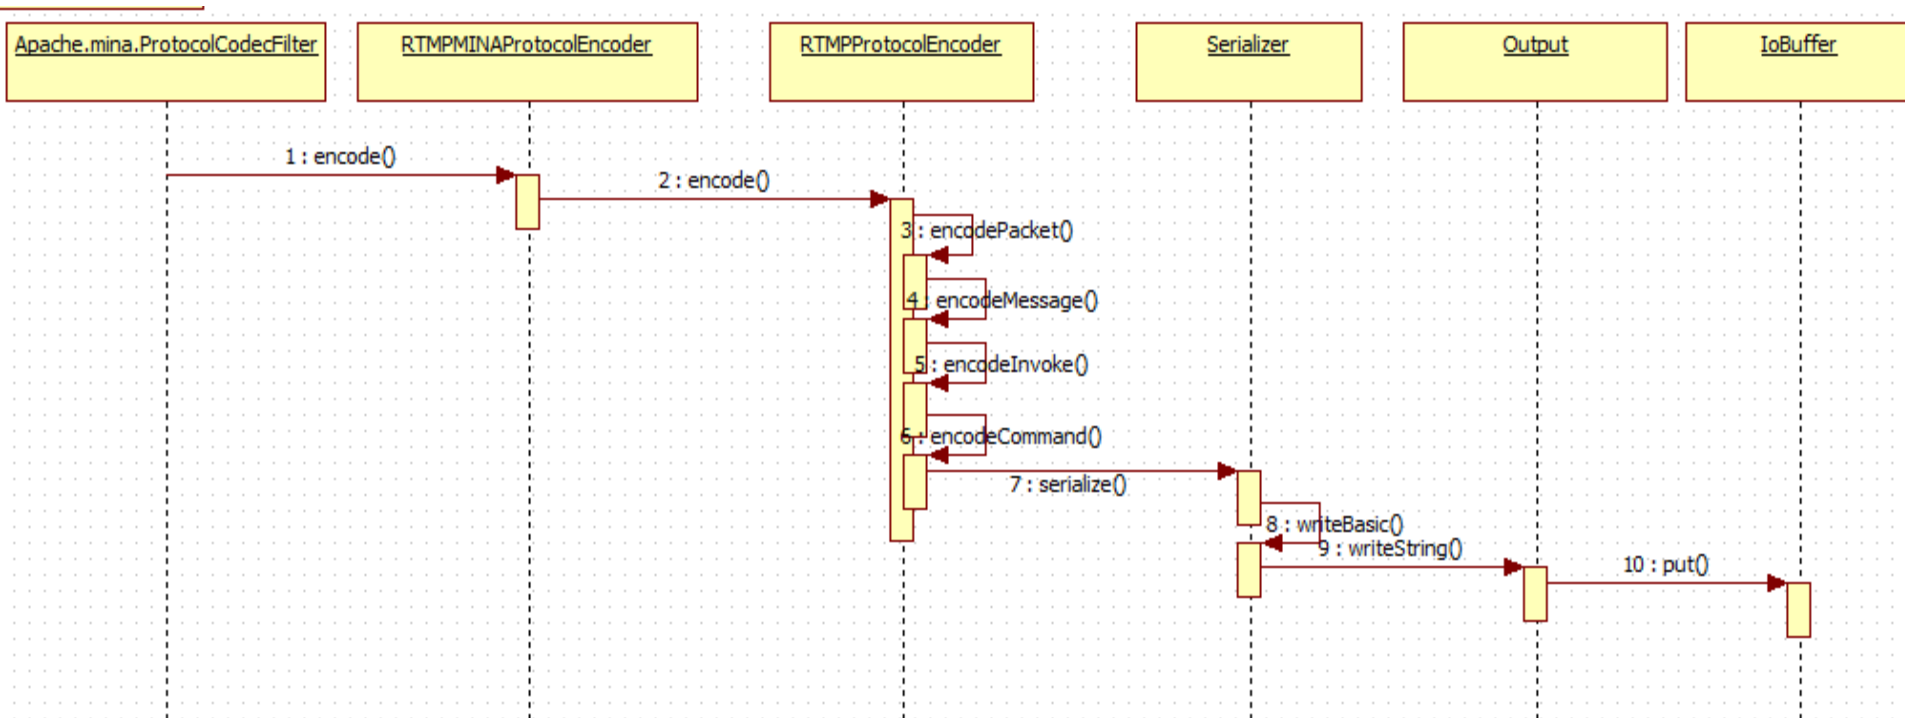 Apache.mina.ProtocolCodecFilter
RTMPMINAProtocolEncoder
RTMPProtocolEncoder
Serializer
Output
IoBuffer
1 : encode()
2 : encode()
3 : encodePacket()
4 : encodeMessage()
5 : encodeInvoke()
6 : encodeCommand()
7 : serialize()
8 : writeBasic()
9 : writeString()
10 : put()